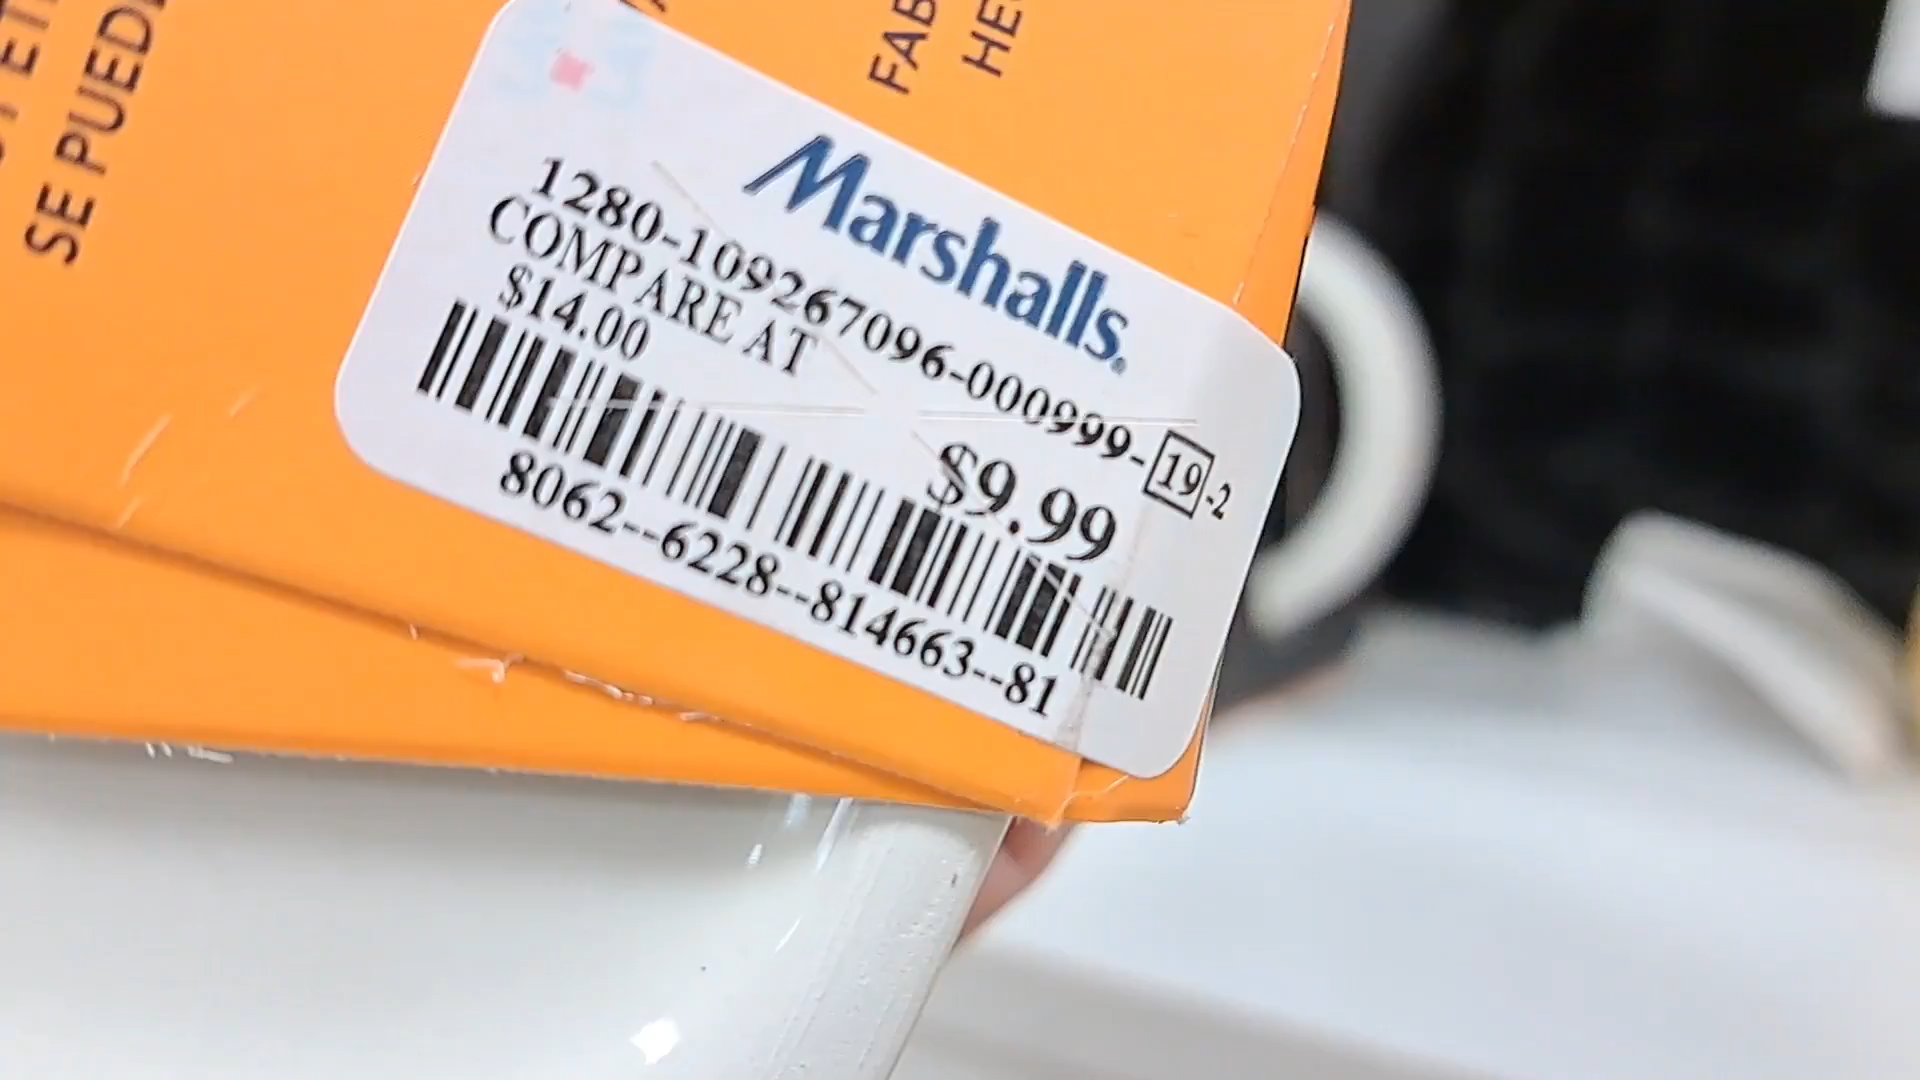 SE PUED
FAB
HE
Marshalls
1280-109267096-000999-19-2
COMPARE AT
$14.00
$9.99
8062--6228--814663--81